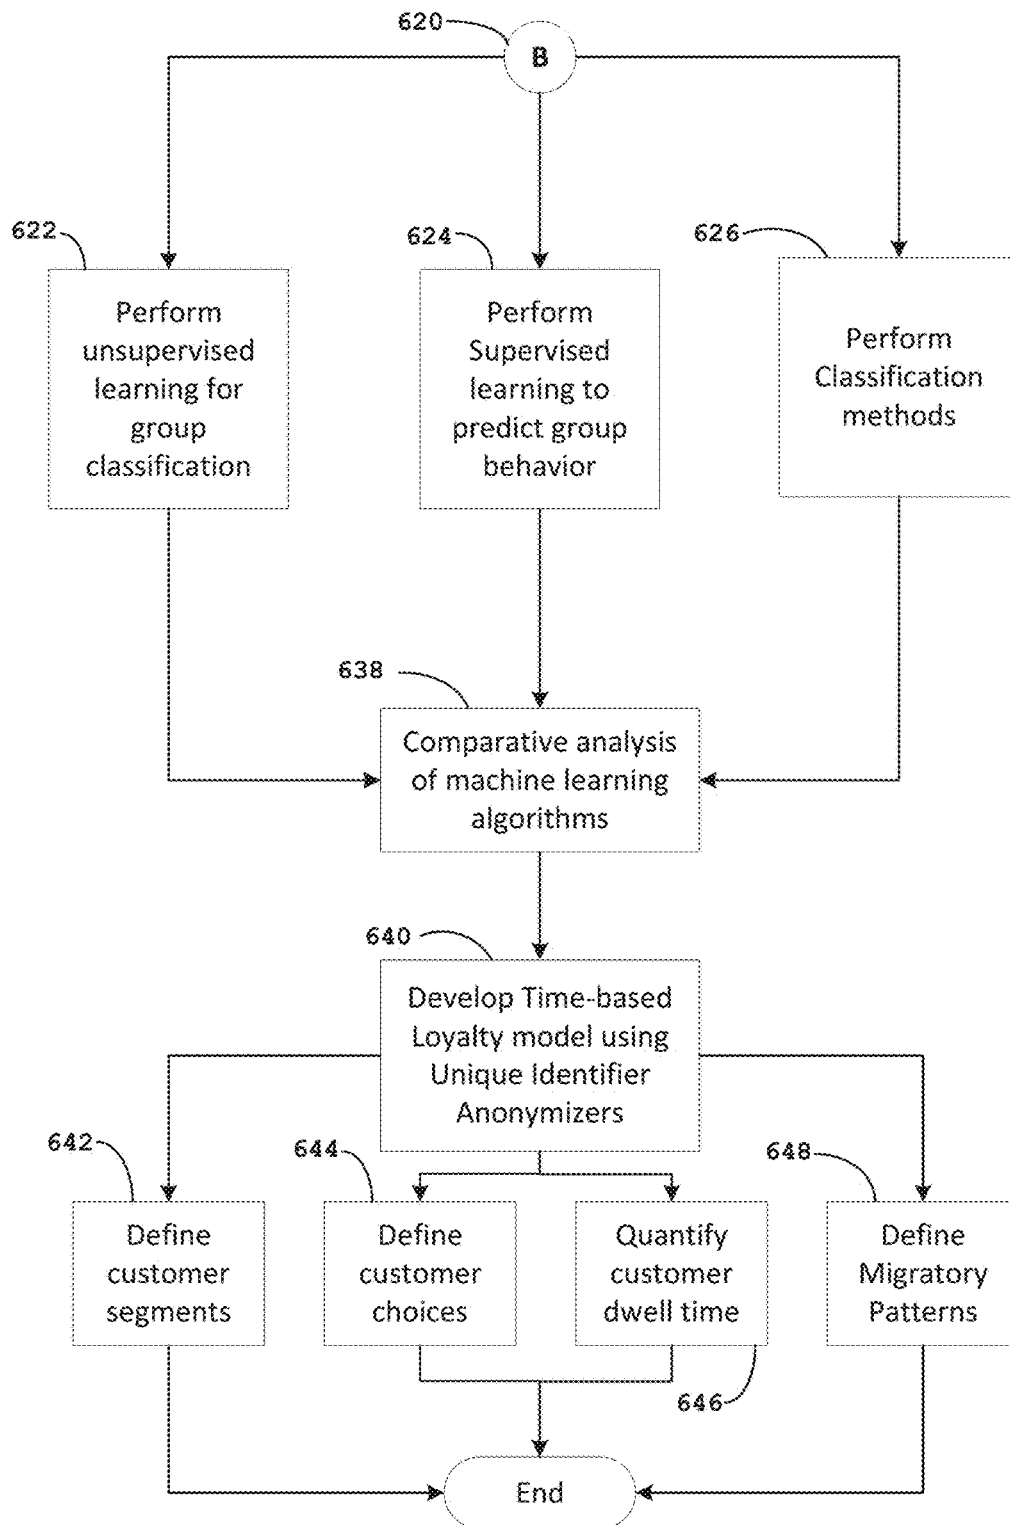 620
B
622
Perform
unsupervised
learning for
group
classification
624
Perform
Supervised
learning to
predict group
behavior
626
Perform
Classification
methods
638
Comparative analysis
of machine learning
algorithms
640
Develop Time-based
Loyalty model using
Unique Identifier
Anonymizers
642
Define
customer
segments
644
Define
customer
choices
Quantify
customer
dwell time
646
648
Define
Migratory
Patterns
End